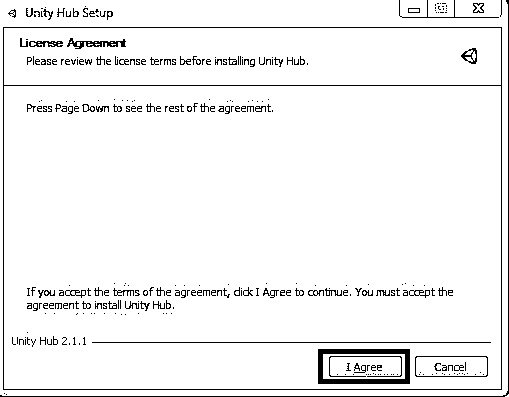 Unity Hub Setup
License Agreement
Please review the license terms before installing Unity Hub.
Press Page Down to see the rest of the agreement.
If you accept the terms of the agreement, click I Agree to continue. You must accept the
agreement to install Unity Hub.
Unity Hub 2.1.1
I Agree Cancel